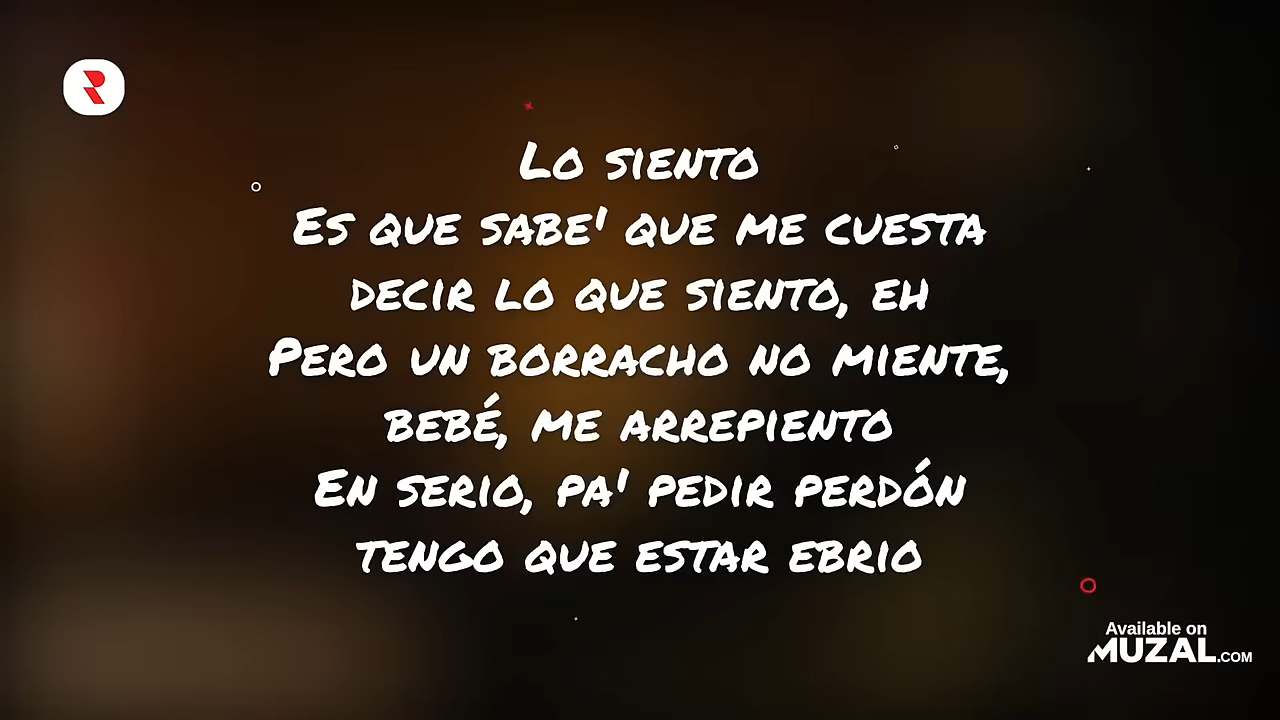 Lo siento
Es que sabe' que me cuesta
decir lo que siento, eh
Pero un borracho no miente,
bebé, me arrepiento
En serio, pa' pedir perdón
tengo que estar ebrio
Available on
MUZAL.COM